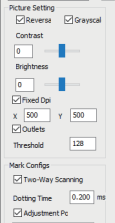 Picture Setting
Reversa Grayscal
Contrast
0
Brightness
0
Fixed Dpi
X 500 Y 500
Outlets
Threshold 128
Mark Configs
Two-Way Scanning
Dotting Time 0.200 ms
Adjustment Pc